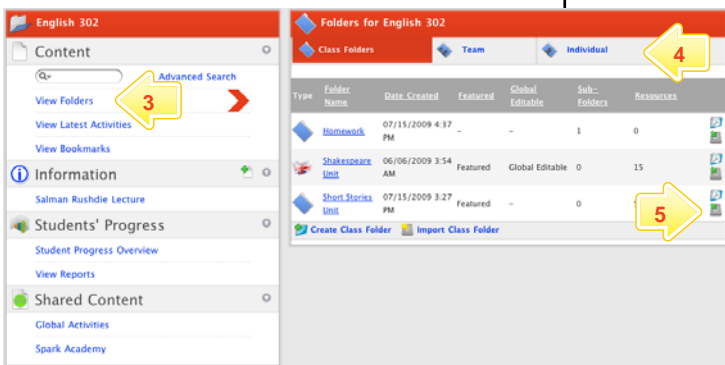 English 302
Content
Advanced Search
View Folders
3
View Latest Activities
View Bookmarks
Information
Salman Rushdie Lecture
Students' Progress
Student Progress Overview
View Reports
Shared Content
Global Activities
Spark Academy
Folders for English 302
Class Folders Team Individual
4
Type Folder Name Date Created Featured Global Editable Sub-Folders Resources
Homework 07/15/2009 4:37 PM – – 1 0
Shakespeare Unit 06/06/2009 3:54 AM Featured Global Editable 0 15
Short Stories Unit 07/15/2009 3:27 PM Featured – 0
5
Create Class Folder Import Class Folder